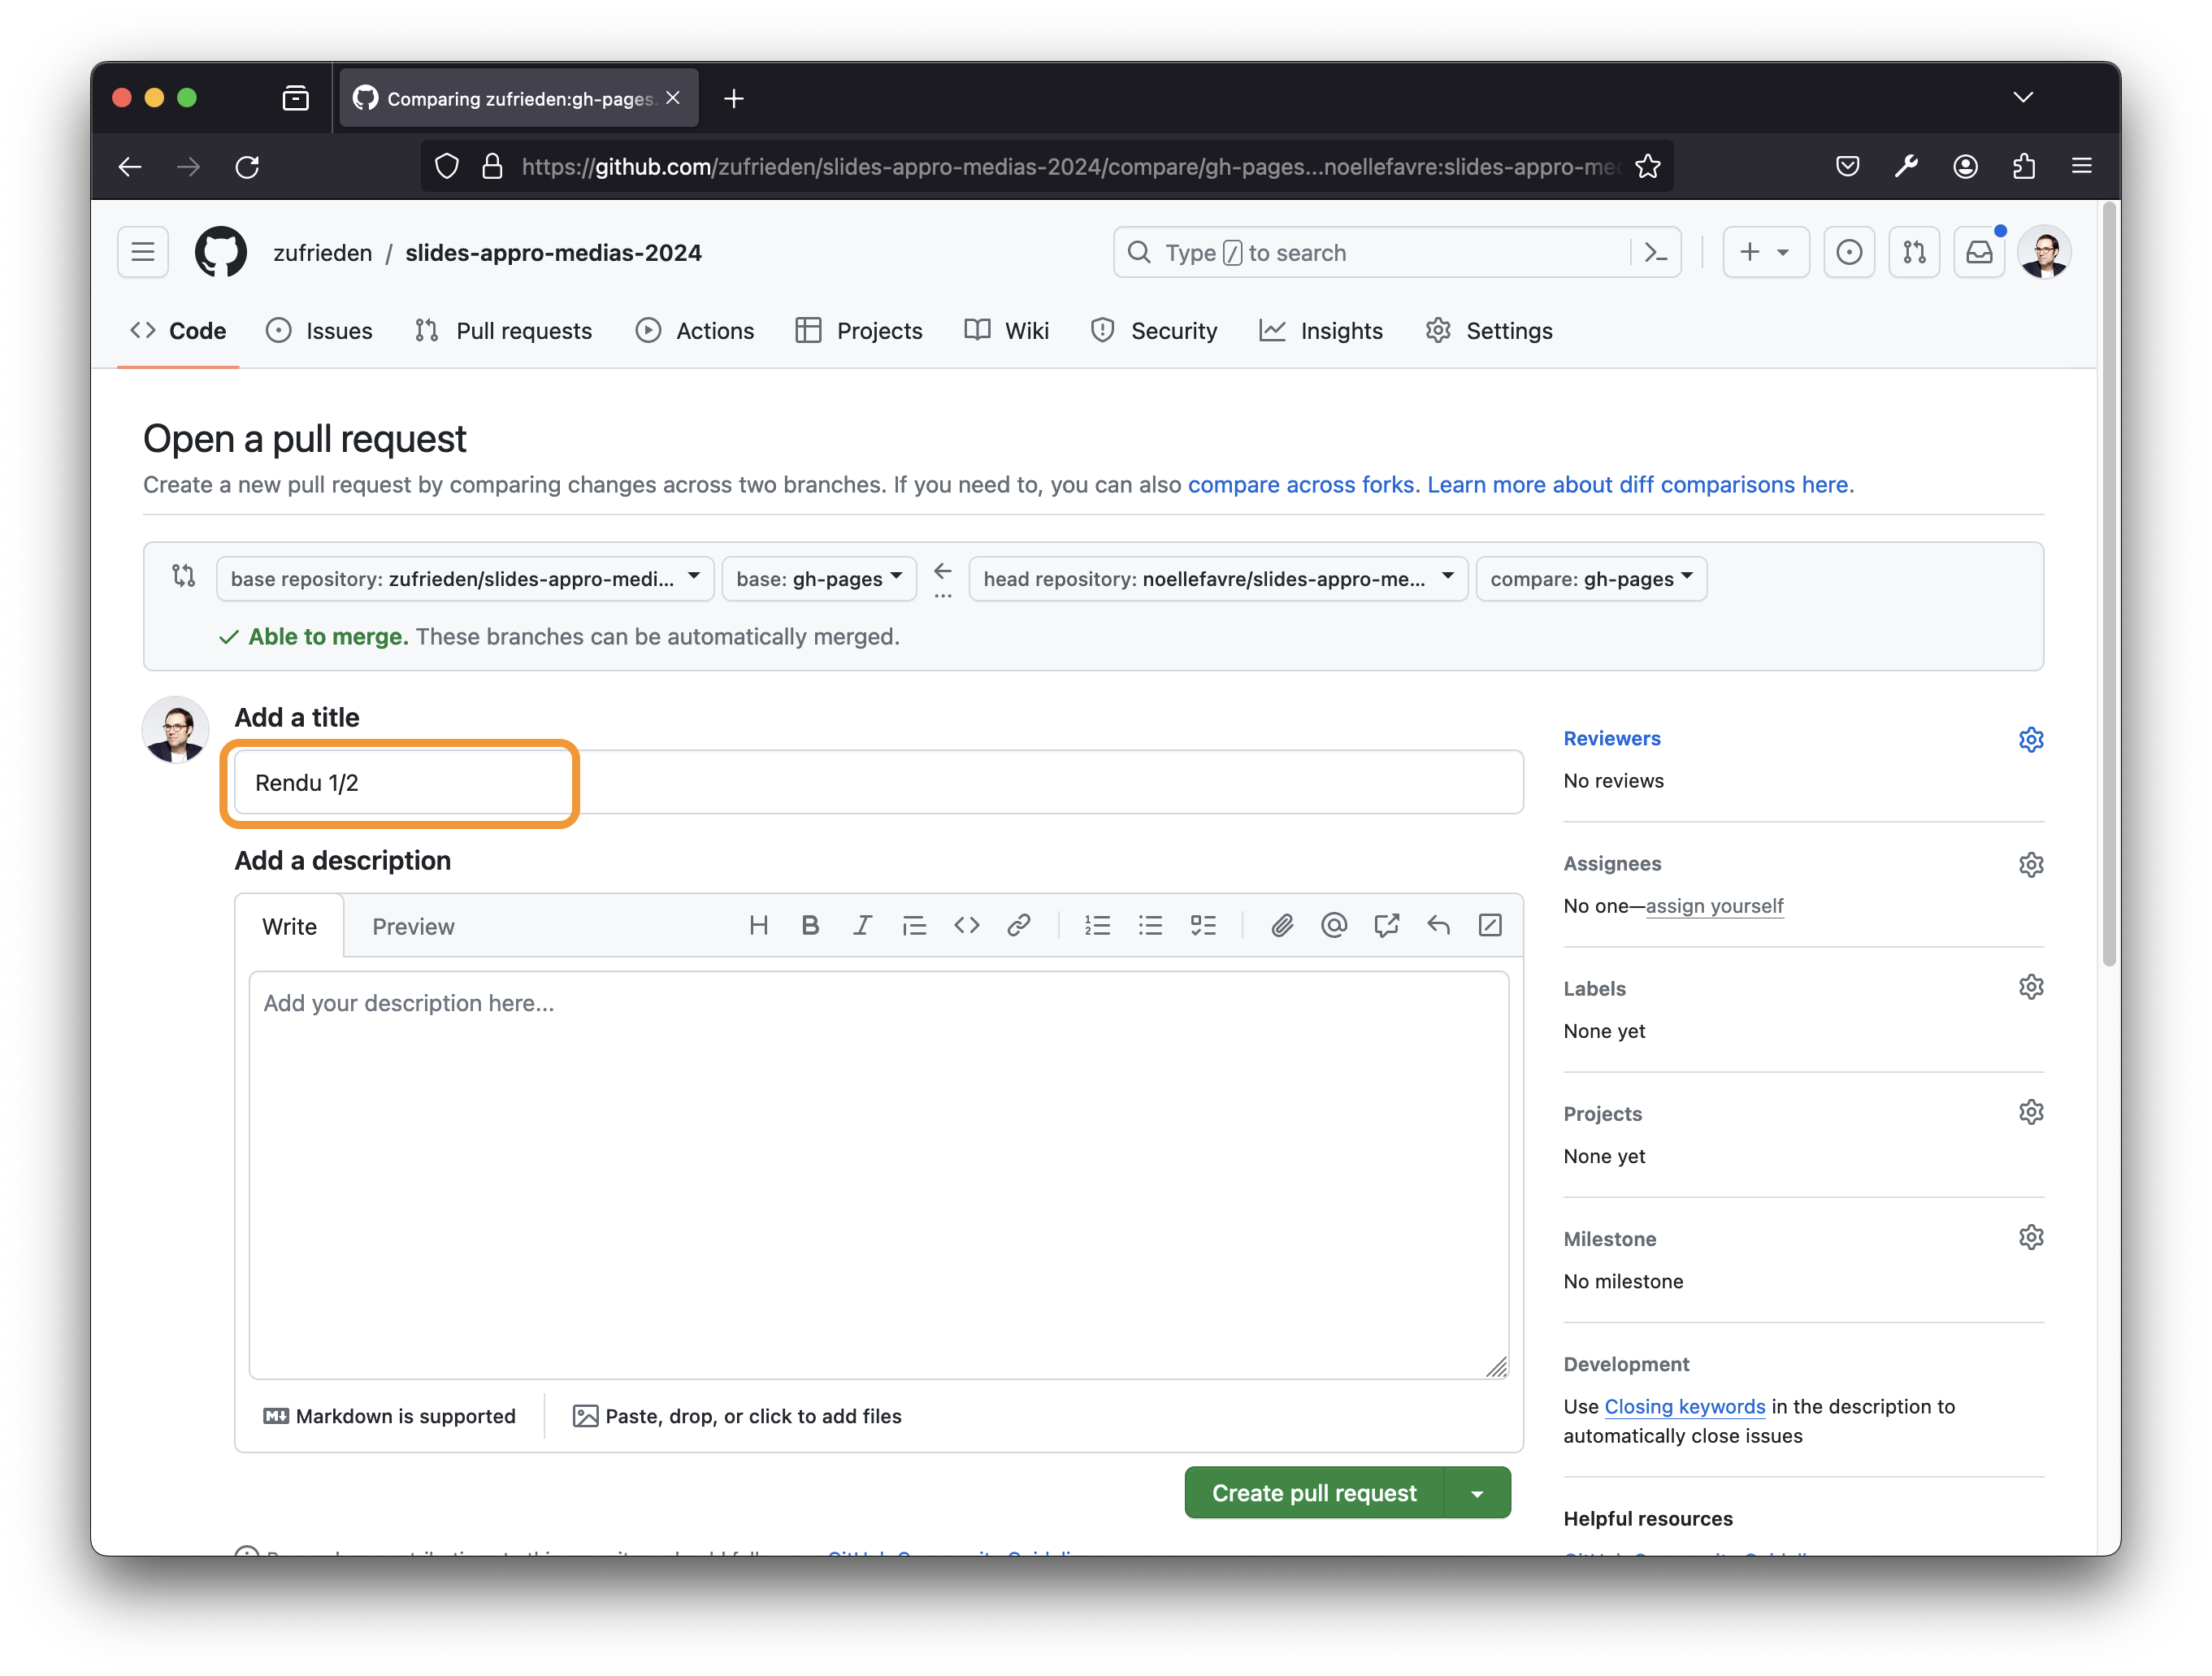 Comparing zufrieden:gh-pages.
https://github.com/zufrieden/slides-appro-medias-2024/compare/gh-pages...noellefavre:slides-appro-me
zufrieden / slides-appro-medias-2024
Type / to search
Code Issues Pull requests Actions Projects Wiki Security Insights Settings
Open a pull request
Create a new pull request by comparing changes across two branches. If you need to, you can also compare across forks. Learn more about diff comparisons here.
base repository: zufrieden/slides-appro-medi... base: gh-pages ... head repository: noellefavre/slides-appro-me... compare: gh-pages
Able to merge. These branches can be automatically merged.
Add a title
Rendu 1/2
Add a description
Write Preview
Add your description here...
Markdown is supported
Paste, drop, or click to add files
Create pull request
Reviewers
No reviews
Assignees
No one—assign yourself
Labels
None yet
Projects
None yet
Milestone
No milestone
Development
Use Closing keywords in the description to
automatically close issues
Helpful resources